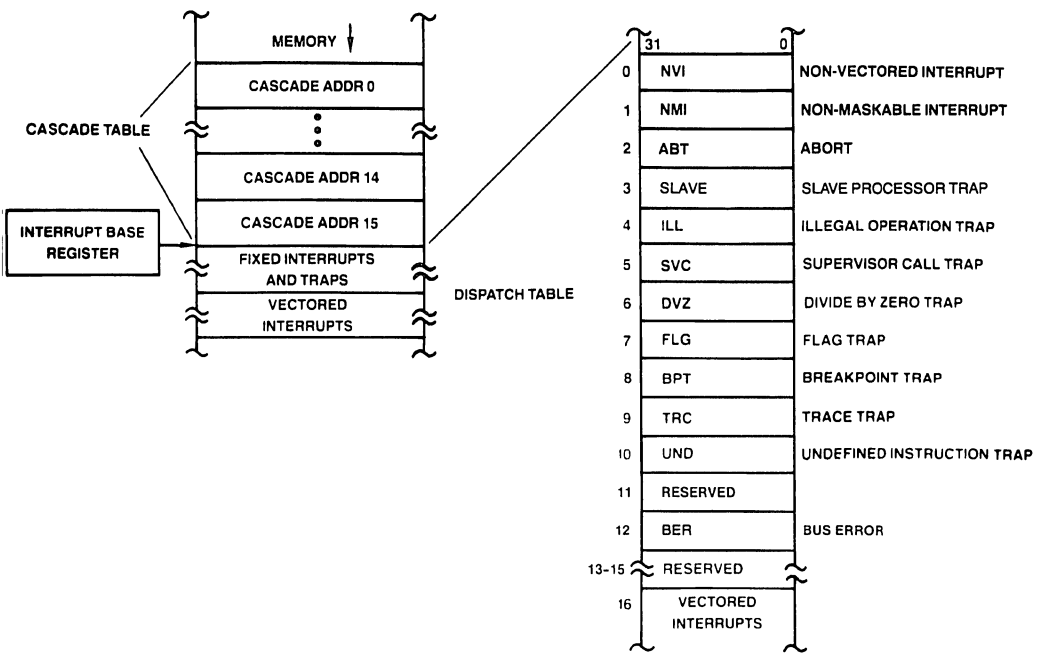 MEMORY
CASCADE ADDR 0
CASCADE TABLE
CASCADE ADDR 14
CASCADE ADDR 15
INTERRUPT BASE
REGISTER
FIXED INTERRUPTS
AND TRAPS
VECTORED
INTERRUPTS
DISPATCH TABLE
31 0
0 NVI NON-VECTORED INTERRUPT
1 NMI NON-MASKABLE INTERRUPT
2 ABT ABORT
3 SLAVE SLAVE PROCESSOR TRAP
4 ILL ILLEGAL OPERATION TRAP
5 SVC SUPERVISOR CALL TRAP
6 DVZ DIVIDE BY ZERO TRAP
7 FLG FLAG TRAP
8 BPT BREAKPOINT TRAP
9 TRC TRACE TRAP
10 UND UNDEFINED INSTRUCTION TRAP
11 RESERVED
12 BER BUS ERROR
13-15 RESERVED
16 VECTORED
INTERRUPTS